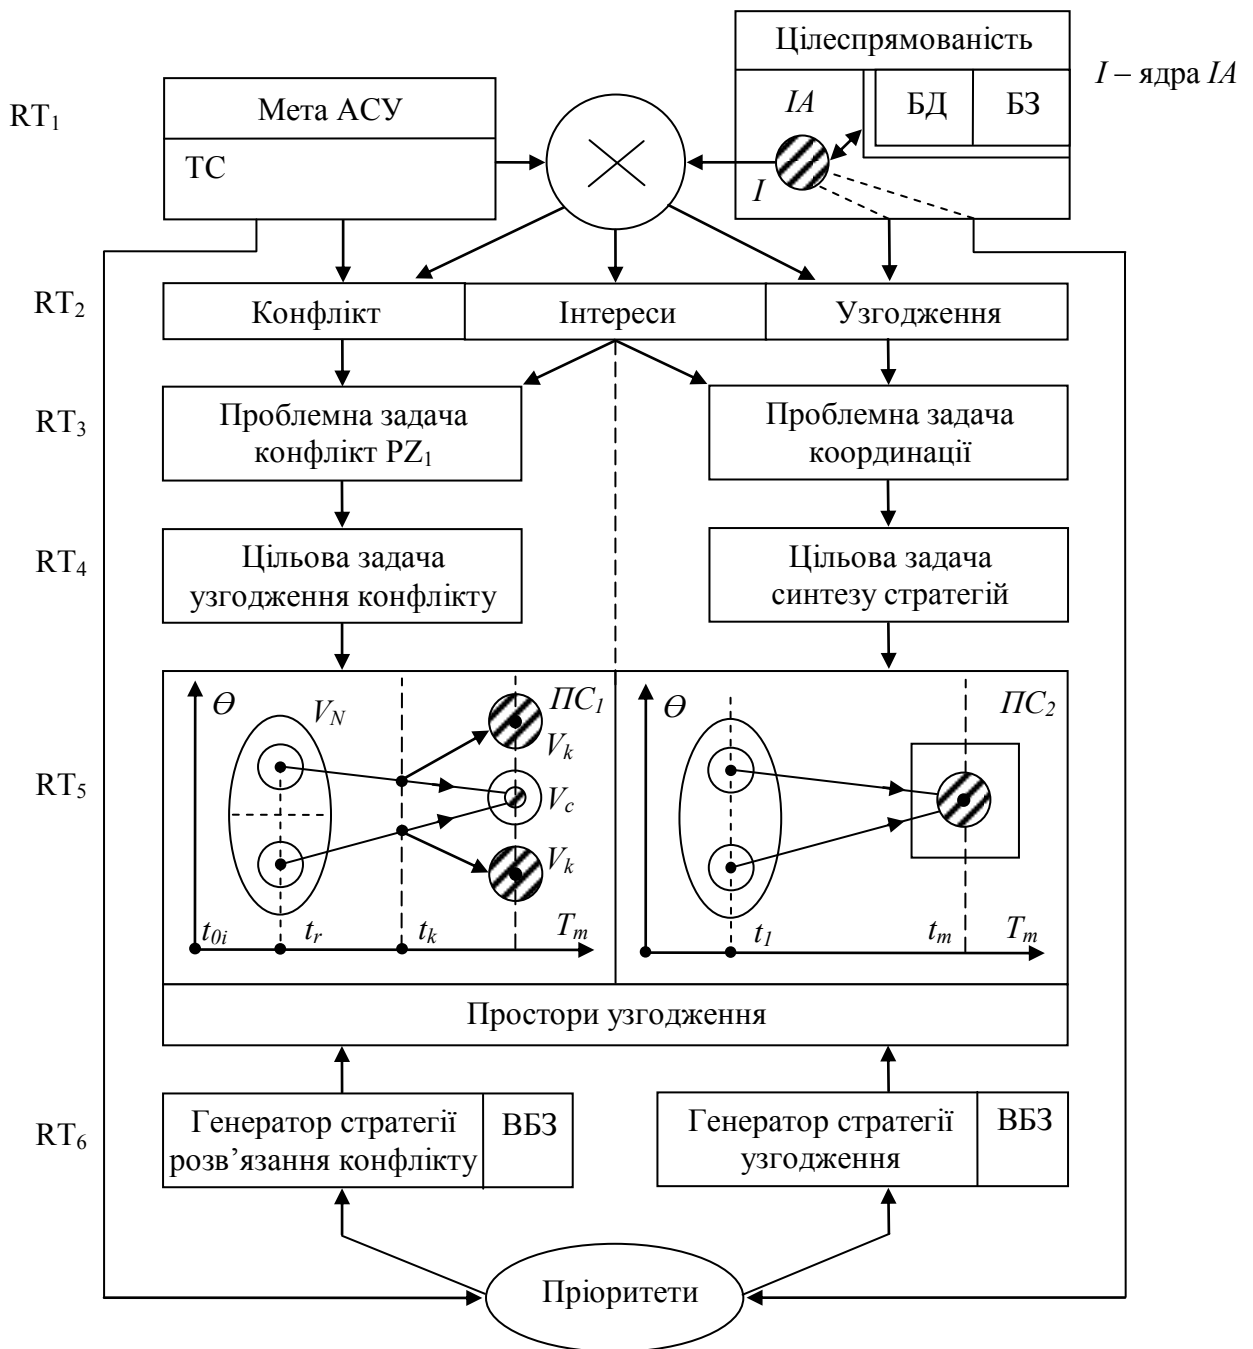 Цілеспрямованість
I – ядра IA
RT1
Мета АСУ
IA
БД
БЗ
ТС
I
RT2
Конфлікт
Інтереси
Узгодження
RT3
Проблемна задача
конфлікт PZ1
Проблемна задача
координації
RT4
Цільова задача
узгодження конфлікту
Цільова задача
синтезу стратегій
RT5
Ѳ
VN
ПС1
Vk
Vc
Vk
t0i
tr
tk
Tm
Ѳ
ПС2
t1
tm
Tm
Простори узгодження
RT6
Генератор стратегії
розв’язання конфлікту
ВБЗ
Генератор стратегії
узгодження
ВБЗ
Пріоритети